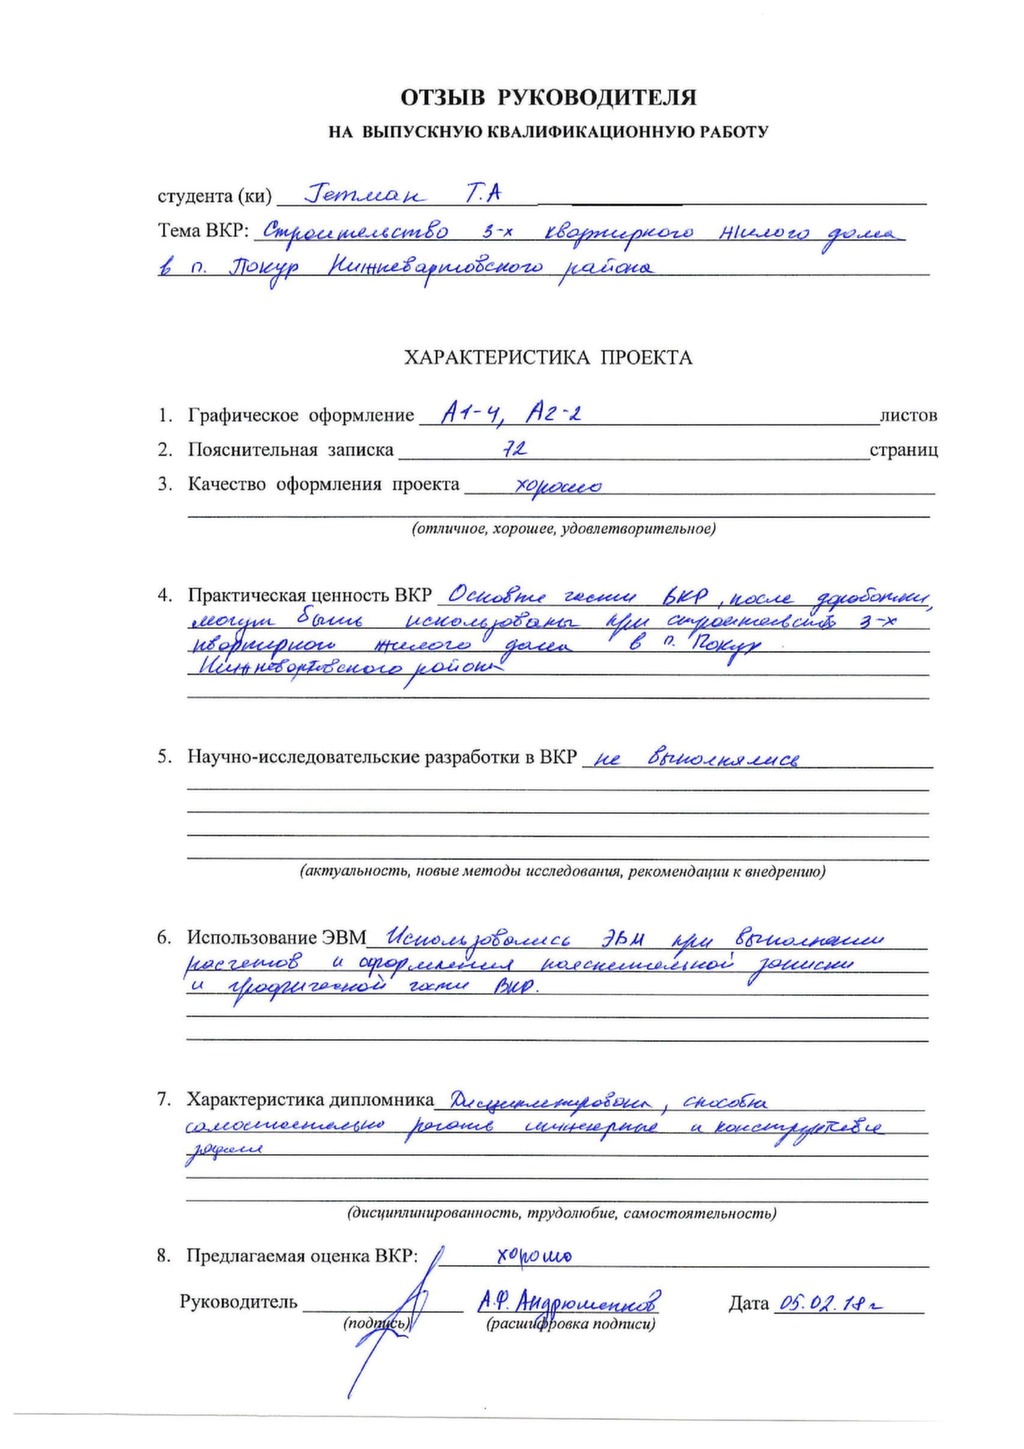 ОТЗЫВ РУКОВОДИТЕЛЯ
НА ВЫПУСКНУЮ КВАЛИФИКАЦИОННУЮ РАБОТУ
студента (ки) Гетман Т.А
Тема ВКР: Строительство 3-х квартирного жилого дома
в п. Покур Нижневартовского района
ХАРАКТЕРИСТИКА ПРОЕКТА
1. Графическое оформление А1-4, А2-2 листов
2. Пояснительная записка 72 страниц
3. Качество оформления проекта хорошо
(отличное, хорошее, удовлетворительное)
4. Практическая ценность ВКР части ВКР, после доработки,
могут быть использованы при строительстве 3-х
квартирного жилого дома в п. Покур
Нижневартовского района
5. Научно-исследовательские разработки в ВКР не выполнялись
(актуальность, новые методы исследования, рекомендации к внедрению)
6. Использование ЭВМ Использовались ЭВМ при выполнении
расчетов и оформления пояснительной записки
и графической части ВКР.
7. Характеристика дипломника Дисциплинирована, способна
самостоятельно решать инженерные и конструктивные
задачи
(дисциплинированность, трудолюбие, самостоятельность)
8. Предлагаемая оценка ВКР: хорошо
Руководитель А.Ф. Андрюшенков Дата 05.02.18г
(подпись) (расшифровка подписи)